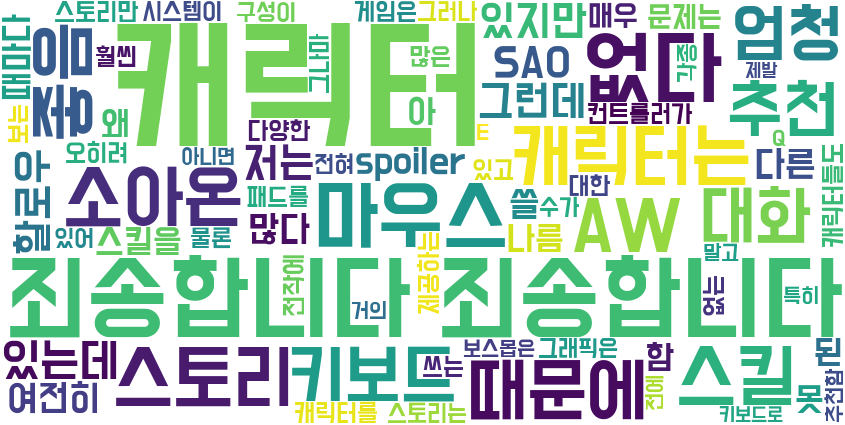 스토리만 시스템이 구성이 게임은 그러나 있지만 매우 문제는 엄청
때마다 훨씬 좋음 캐릭터 그나마 많은 SAO 없다 각종 제발
보는 왜 아 그런데 컨트롤러가 추천
오히려 다양한 E 캐릭터는 Q
할로우 아니면 저는 전혀 spoiler 있고 대한 다른 캐릭터들도
소아온 패드를 마우스 쓸 수가 AW 대화
있어 스킬을 물론 많다 나름 말고
죄송합니다 죄송합니다
전작에 거의 제공하는 없는 특히
있는데 스토리 키보드 보스몹은 그래픽은 함 스킬 된
여전히 쓰는 때문에 전에 못 추천함
캐릭터를 스토리는 키보드로